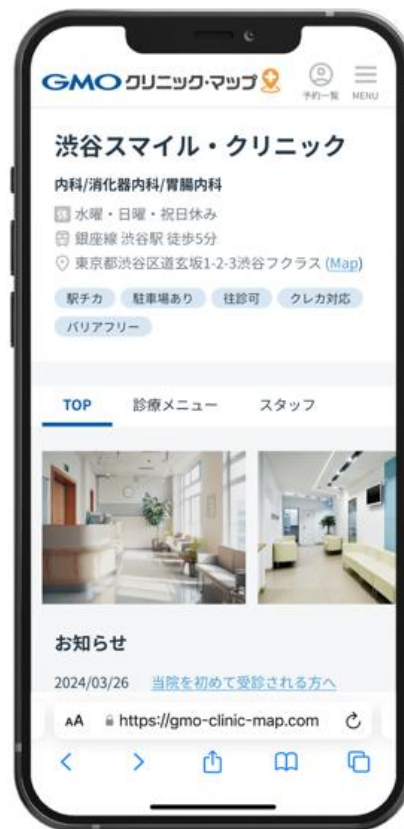 GMO クリニック・マップ
予約一覧
MENU
渋谷スマイル・クリニック
内科/消化器内科/胃腸内科
休 水曜・日曜・祝日休み
銀座線 渋谷駅 徒歩5分
東京都渋谷区道玄坂1-2-3渋谷フクラス (Map)
駅チカ 駐車場あり 往診可 クレカ対応
バリアフリー
TOP 診療メニュー スタッフ
お知らせ
2024/03/26 当院を初めて受診される方へ
AA https://gmo-clinic-map.com